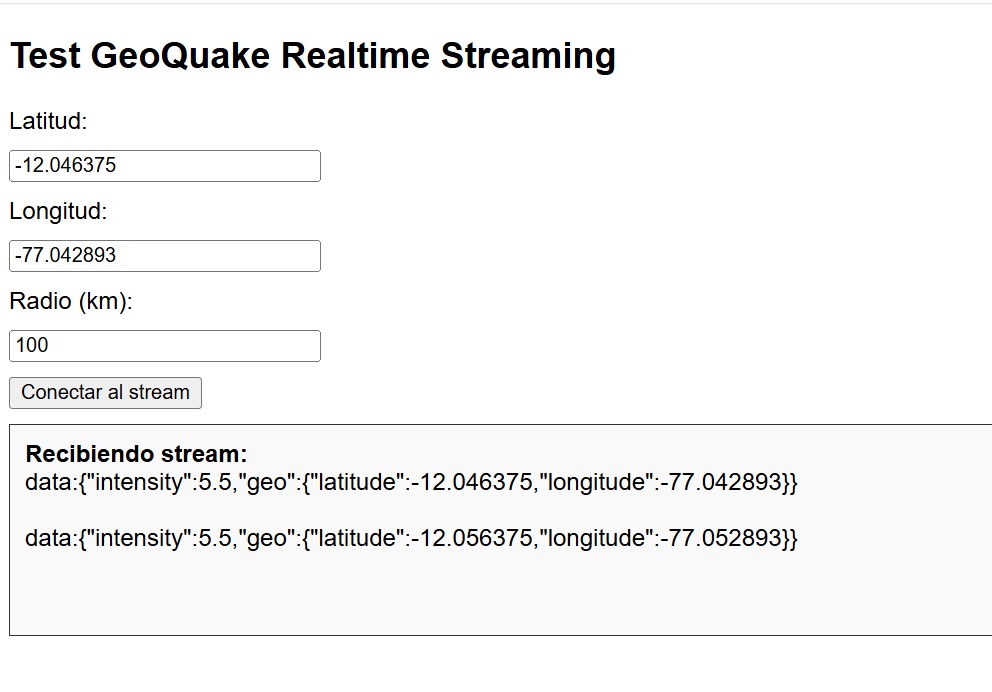 Test GeoQuake Realtime Streaming
Latitud:
-12.046375
Longitud:
-77.042893
Radio (km):
100
Conectar al stream
Recibiendo stream:
data:{"intensity":5.5,"geo":{"latitude":-12.046375,"longitude":-77.042893}}
data:{"intensity":5.5,"geo":{"latitude":-12.056375,"longitude":-77.052893}}